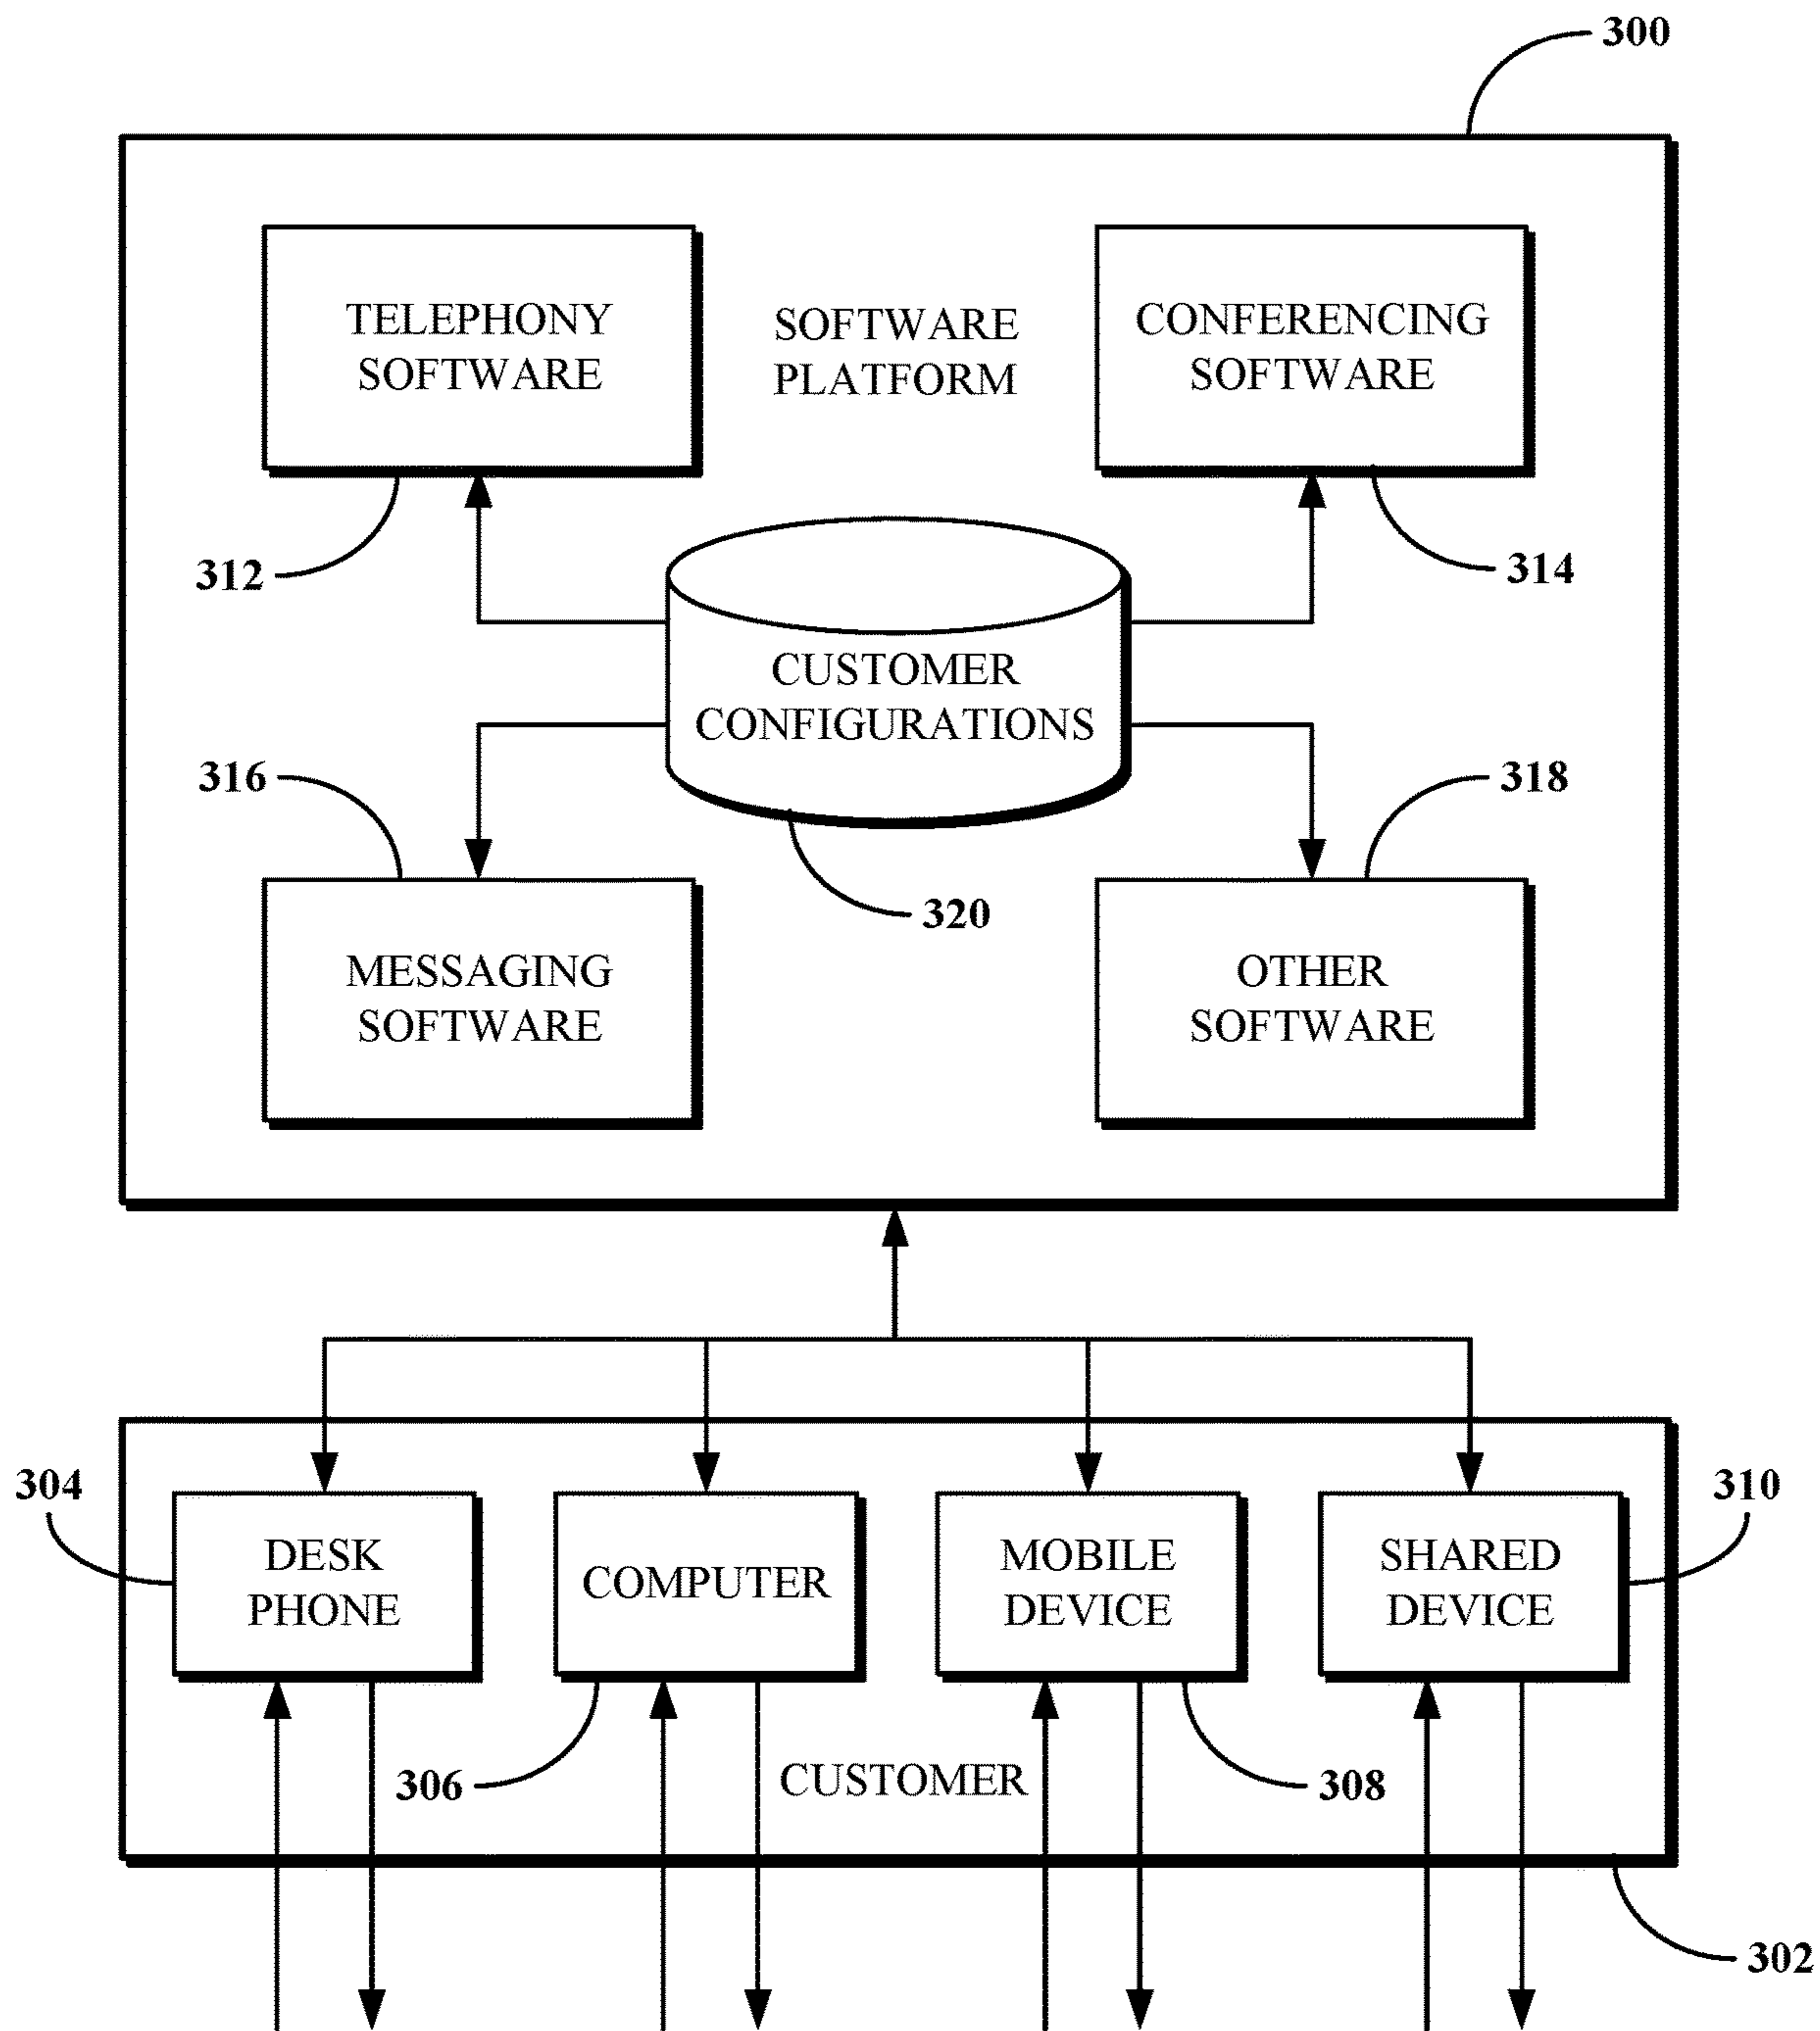 300
TELEPHONY
SOFTWARE
SOFTWARE
PLATFORM
CONFERENCING
SOFTWARE
312
314
CUSTOMER
CONFIGURATIONS
316
318
320
MESSAGING
SOFTWARE
OTHER
SOFTWARE
304
310
DESK
PHONE
COMPUTER
MOBILE
DEVICE
SHARED
DEVICE
306
CUSTOMER
308
302